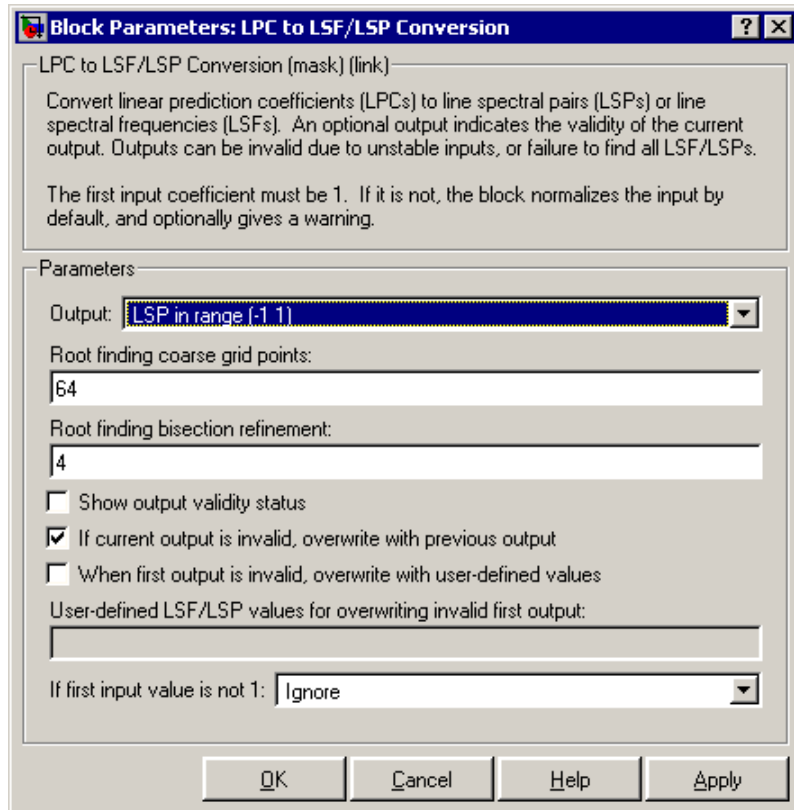 Block Parameters: LPC to LSF/LSP Conversion
LPC to LSF/LSP Conversion (mask) (link)
Convert linear prediction coefficients (LPCs) to line spectral pairs (LSPs) or line
spectral frequencies (LSFs).  An optional output indicates the validity of the current
output. Outputs can be invalid due to unstable inputs, or failure to find all LSF/LSPs.
The first input coefficient must be 1.  If it is not, the block normalizes the input by
default, and optionally gives a warning.
Parameters
Output: LSP in range (-1 1)
Root finding coarse grid points:
64
Root finding bisection refinement:
4
Show output validity status
If current output is invalid, overwrite with previous output
When first output is invalid, overwrite with user-defined values
User-defined LSF/LSP values for overwriting invalid first output:
If first input value is not 1: Ignore
OK Cancel Help Apply